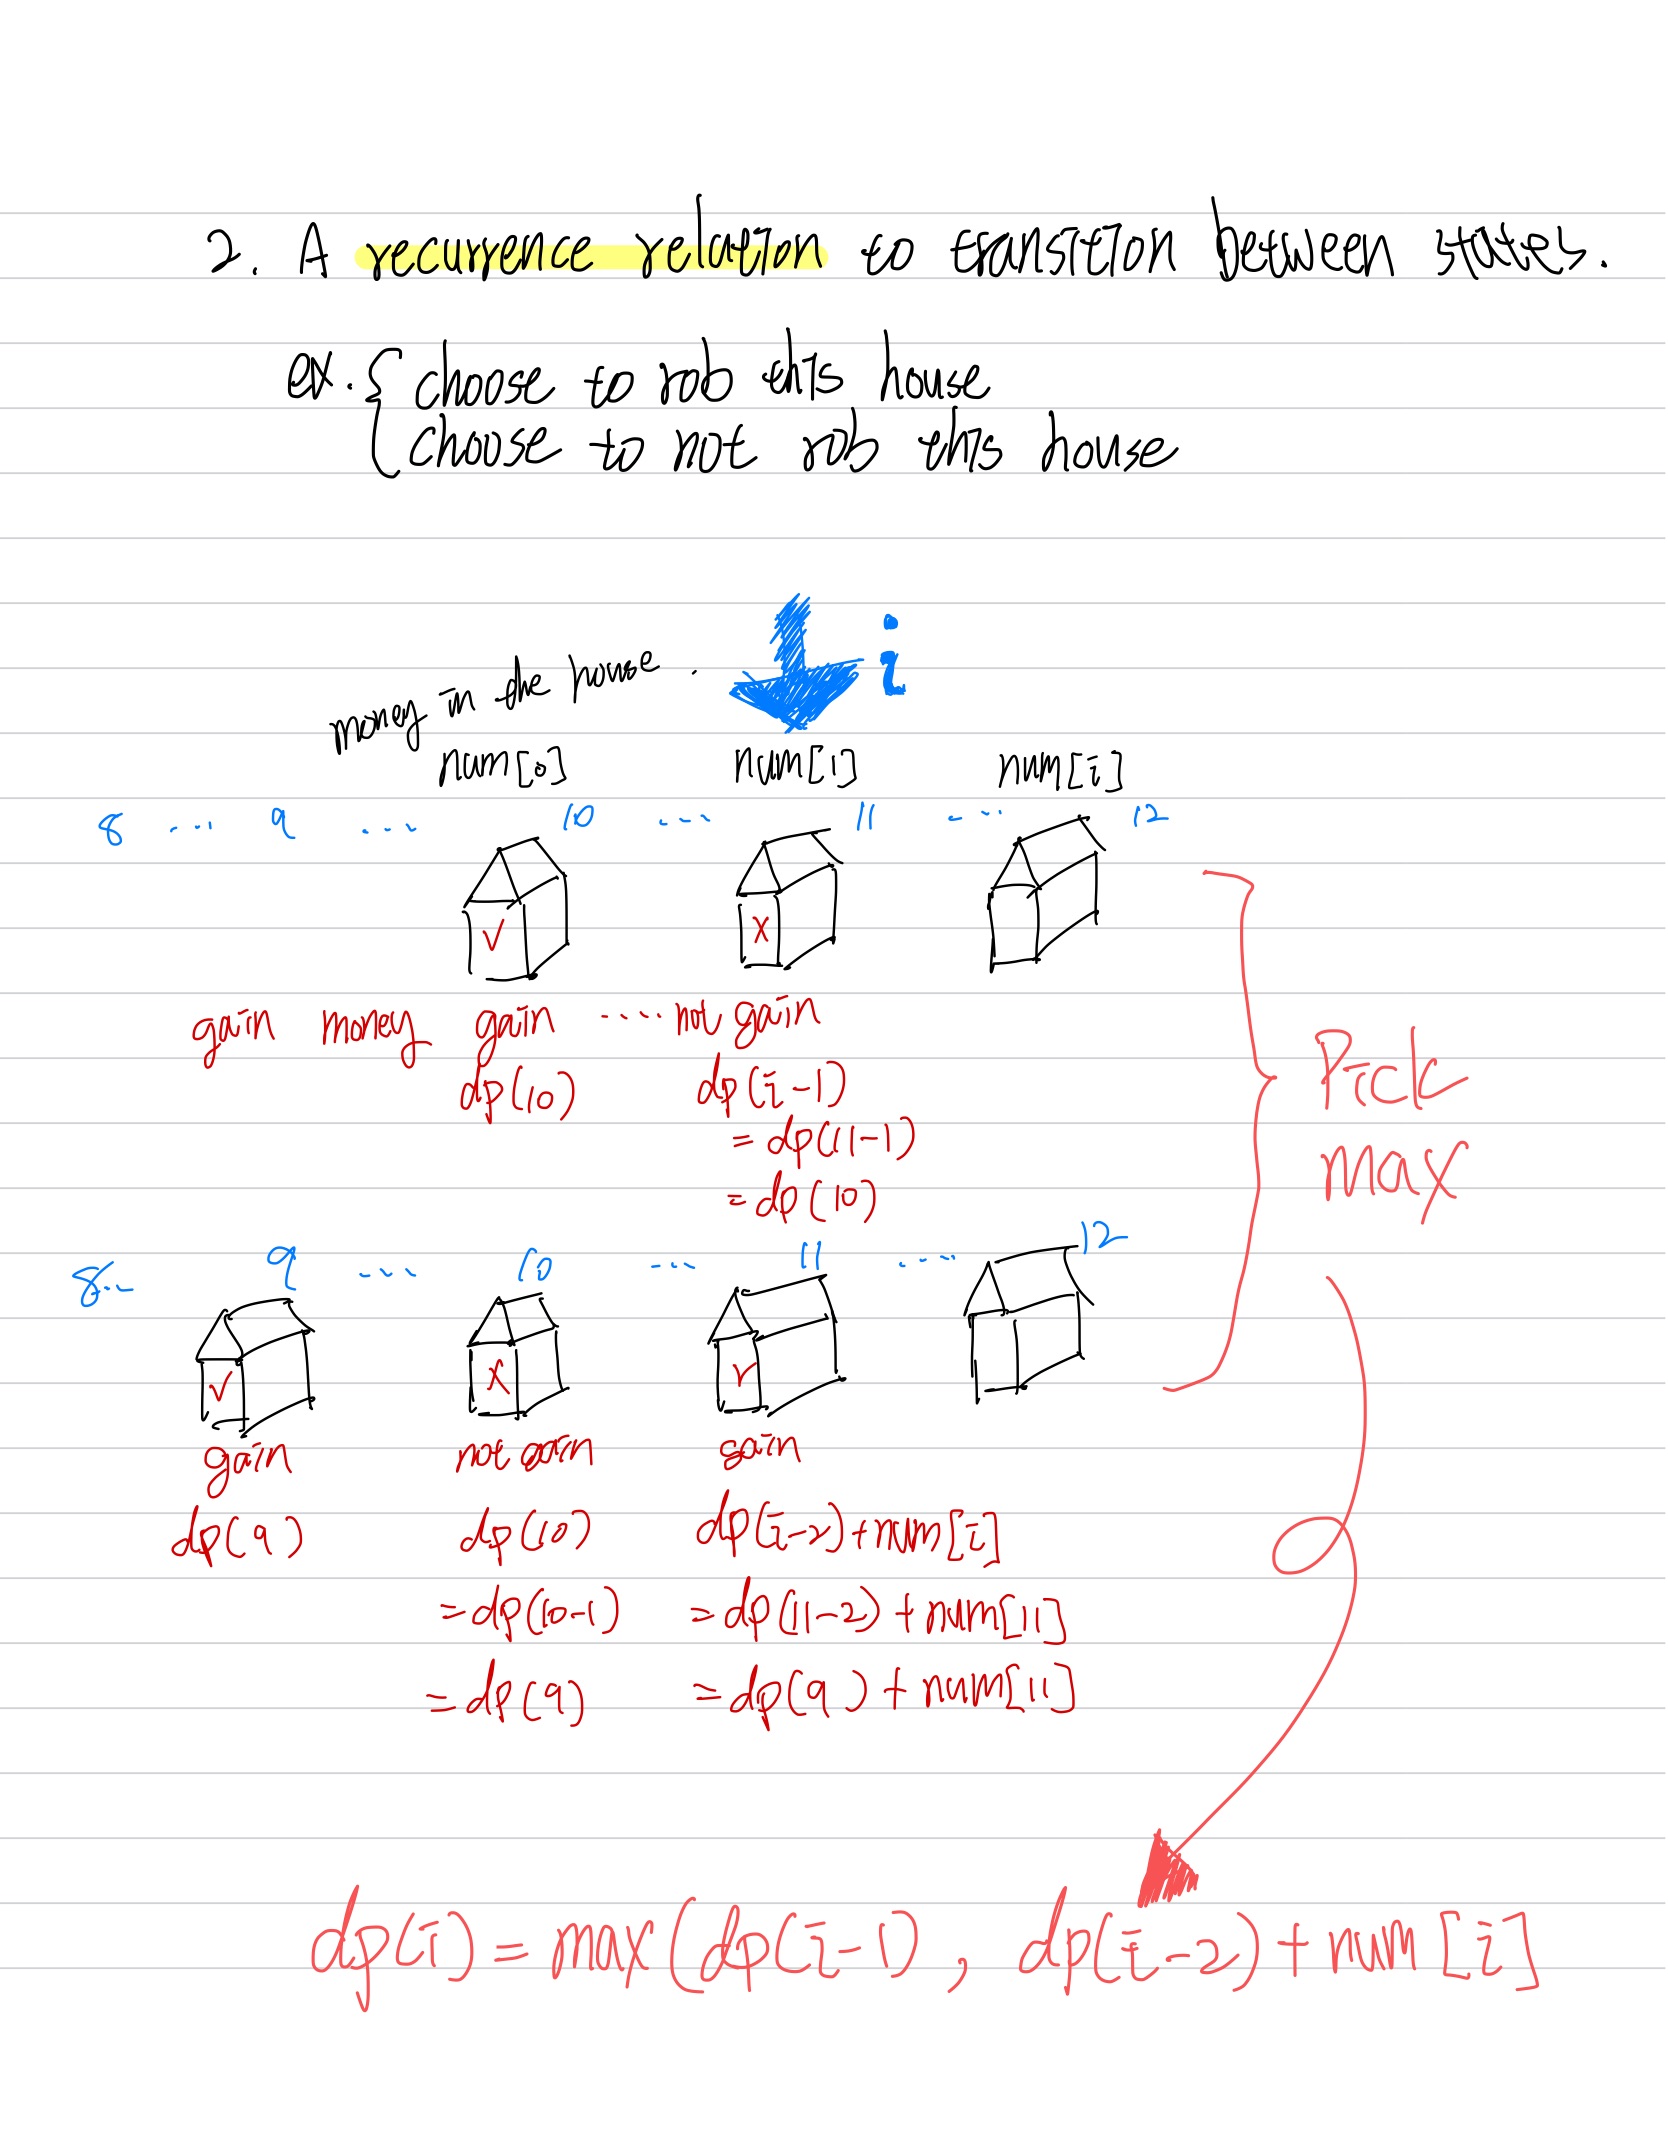 2. A recurrence relation to transition between states.
ex. { choose to rob this house
choose to not rob this house
i
money in the house.
num[0] num[1] num[i]
8 ... 9 ... 10 ... 11 ... 12
✓ X
gain money gain ..... not gain
dp(10) dp(i-1)
= dp(11-1)
= dp(10)
Pick
max
8.. 9 ... 10 ... 11 .... 12
✓ X ✓
gain not gain gain
dp(9) dp(10) dp(i-2)+num[i]
=dp(10-1) =dp(11-2)+num[11]
=dp(9) =dp(9)+num[11]
dp(i) = max(dp(i-1), dp(i-2)+num[i]